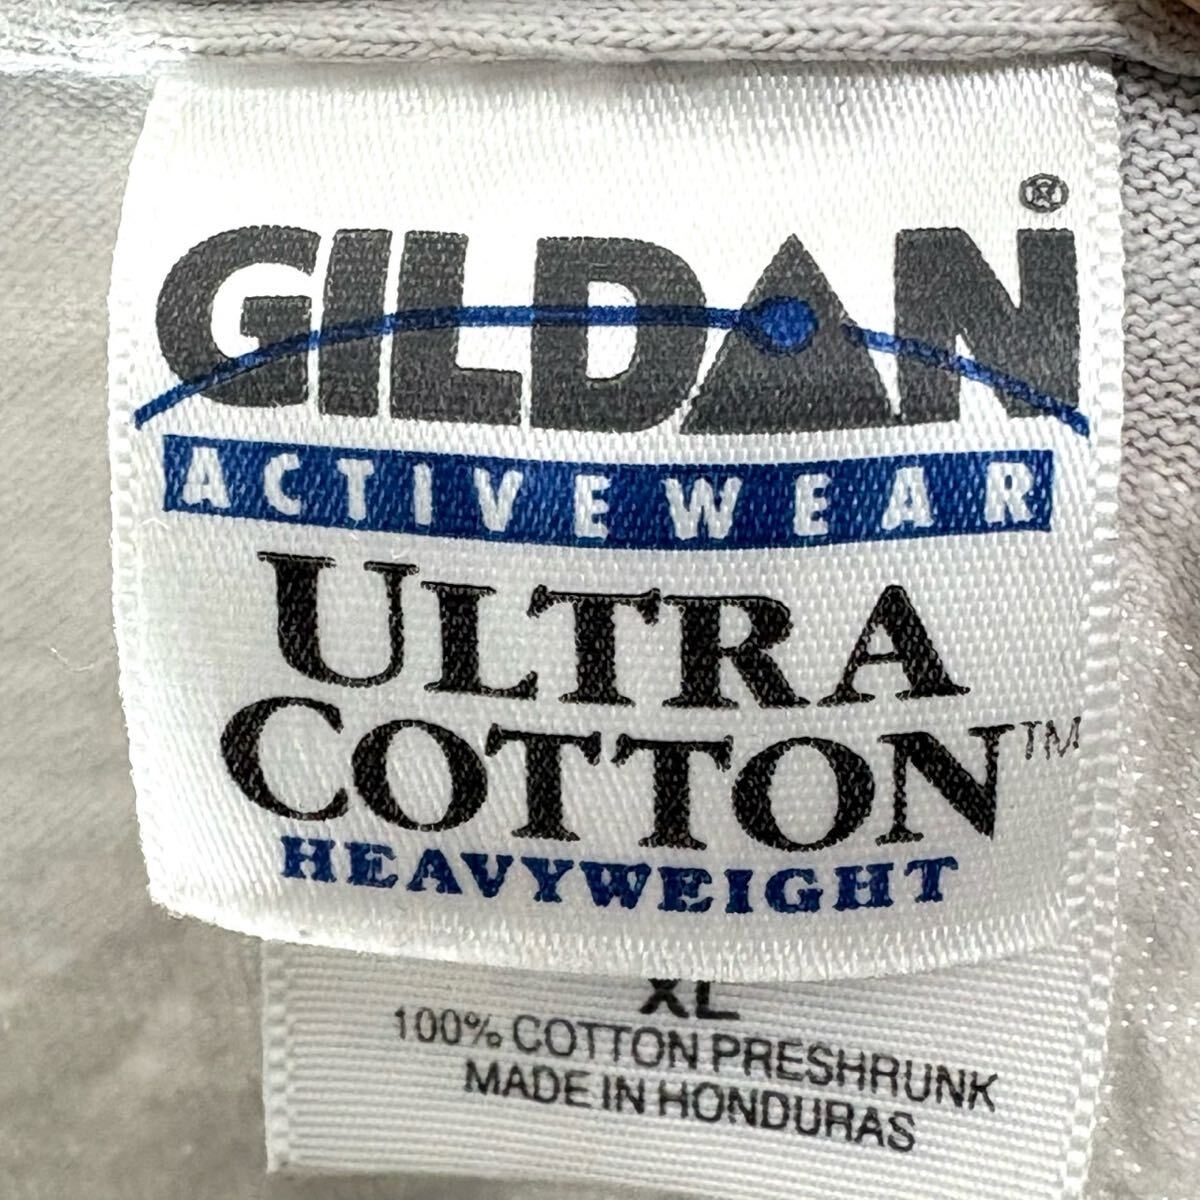 GILDAN®
ACTIVEWEAR
ULTRA
COTTON™
HEAVYWEIGHT
XL
100% COTTON PRESHRUNK
MADE IN HONDURAS